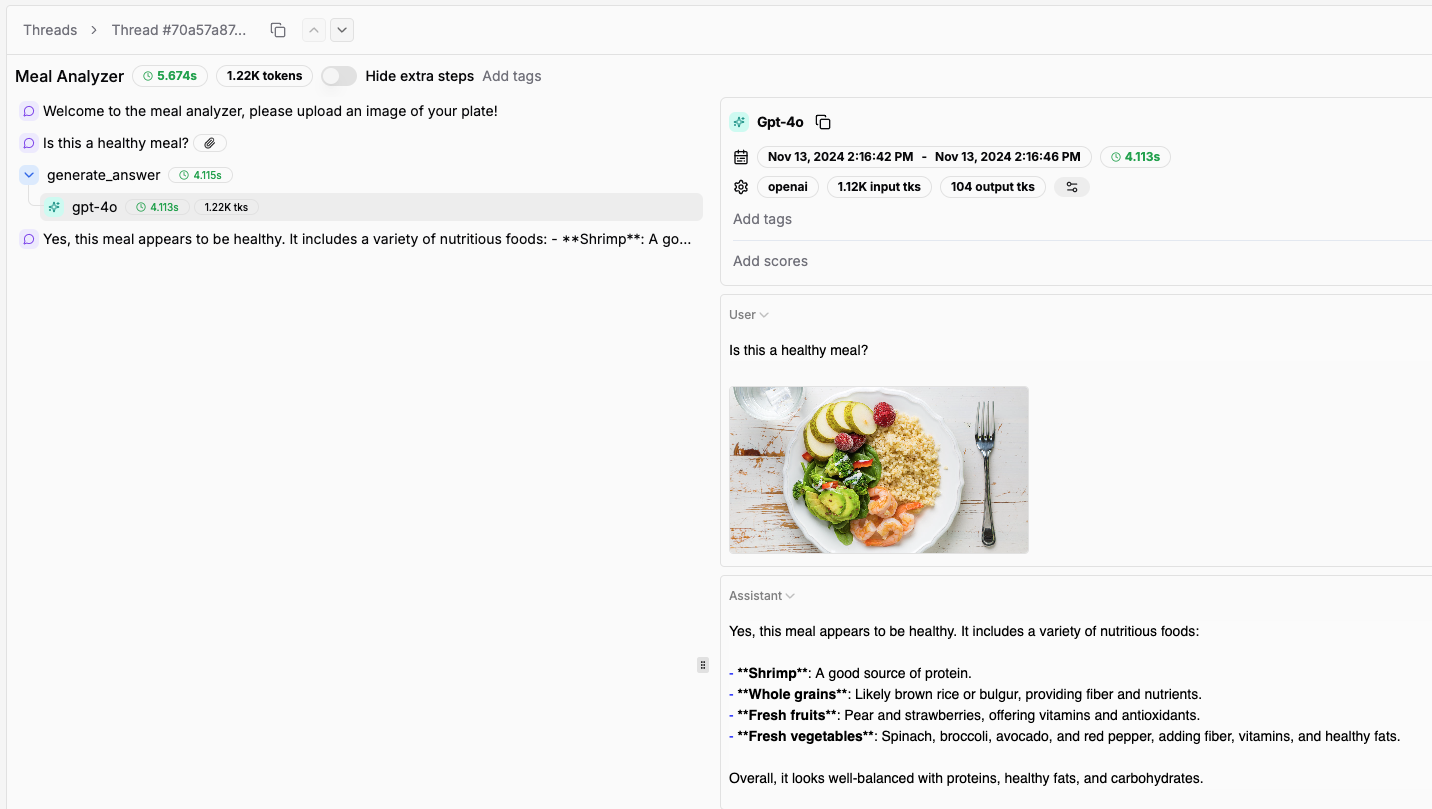 Threads > Thread #70a57a87...
Meal Analyzer 5.674s 1.22K tokens Hide extra steps Add tags
Welcome to the meal analyzer, please upload an image of your plate!
Is this a healthy meal?
generate_answer 4.115s
gpt-4o 4.113s 1.22K tks
Yes, this meal appears to be healthy. It includes a variety of nutritious foods: - **Shrimp**: A go...
Gpt-4o
Nov 13, 2024 2:16:42 PM - Nov 13, 2024 2:16:46 PM 4.113s
openai 1.12K input tks 104 output tks
Add tags
Add scores
User
Is this a healthy meal?
Assistant
Yes, this meal appears to be healthy. It includes a variety of nutritious foods:
- **Shrimp**: A good source of protein.
- **Whole grains**: Likely brown rice or bulgur, providing fiber and nutrients.
- **Fresh fruits**: Pear and strawberries, offering vitamins and antioxidants.
- **Fresh vegetables**: Spinach, broccoli, avocado, and red pepper, adding fiber, vitamins, and healthy fats.
Overall, it looks well-balanced with proteins, healthy fats, and carbohydrates.